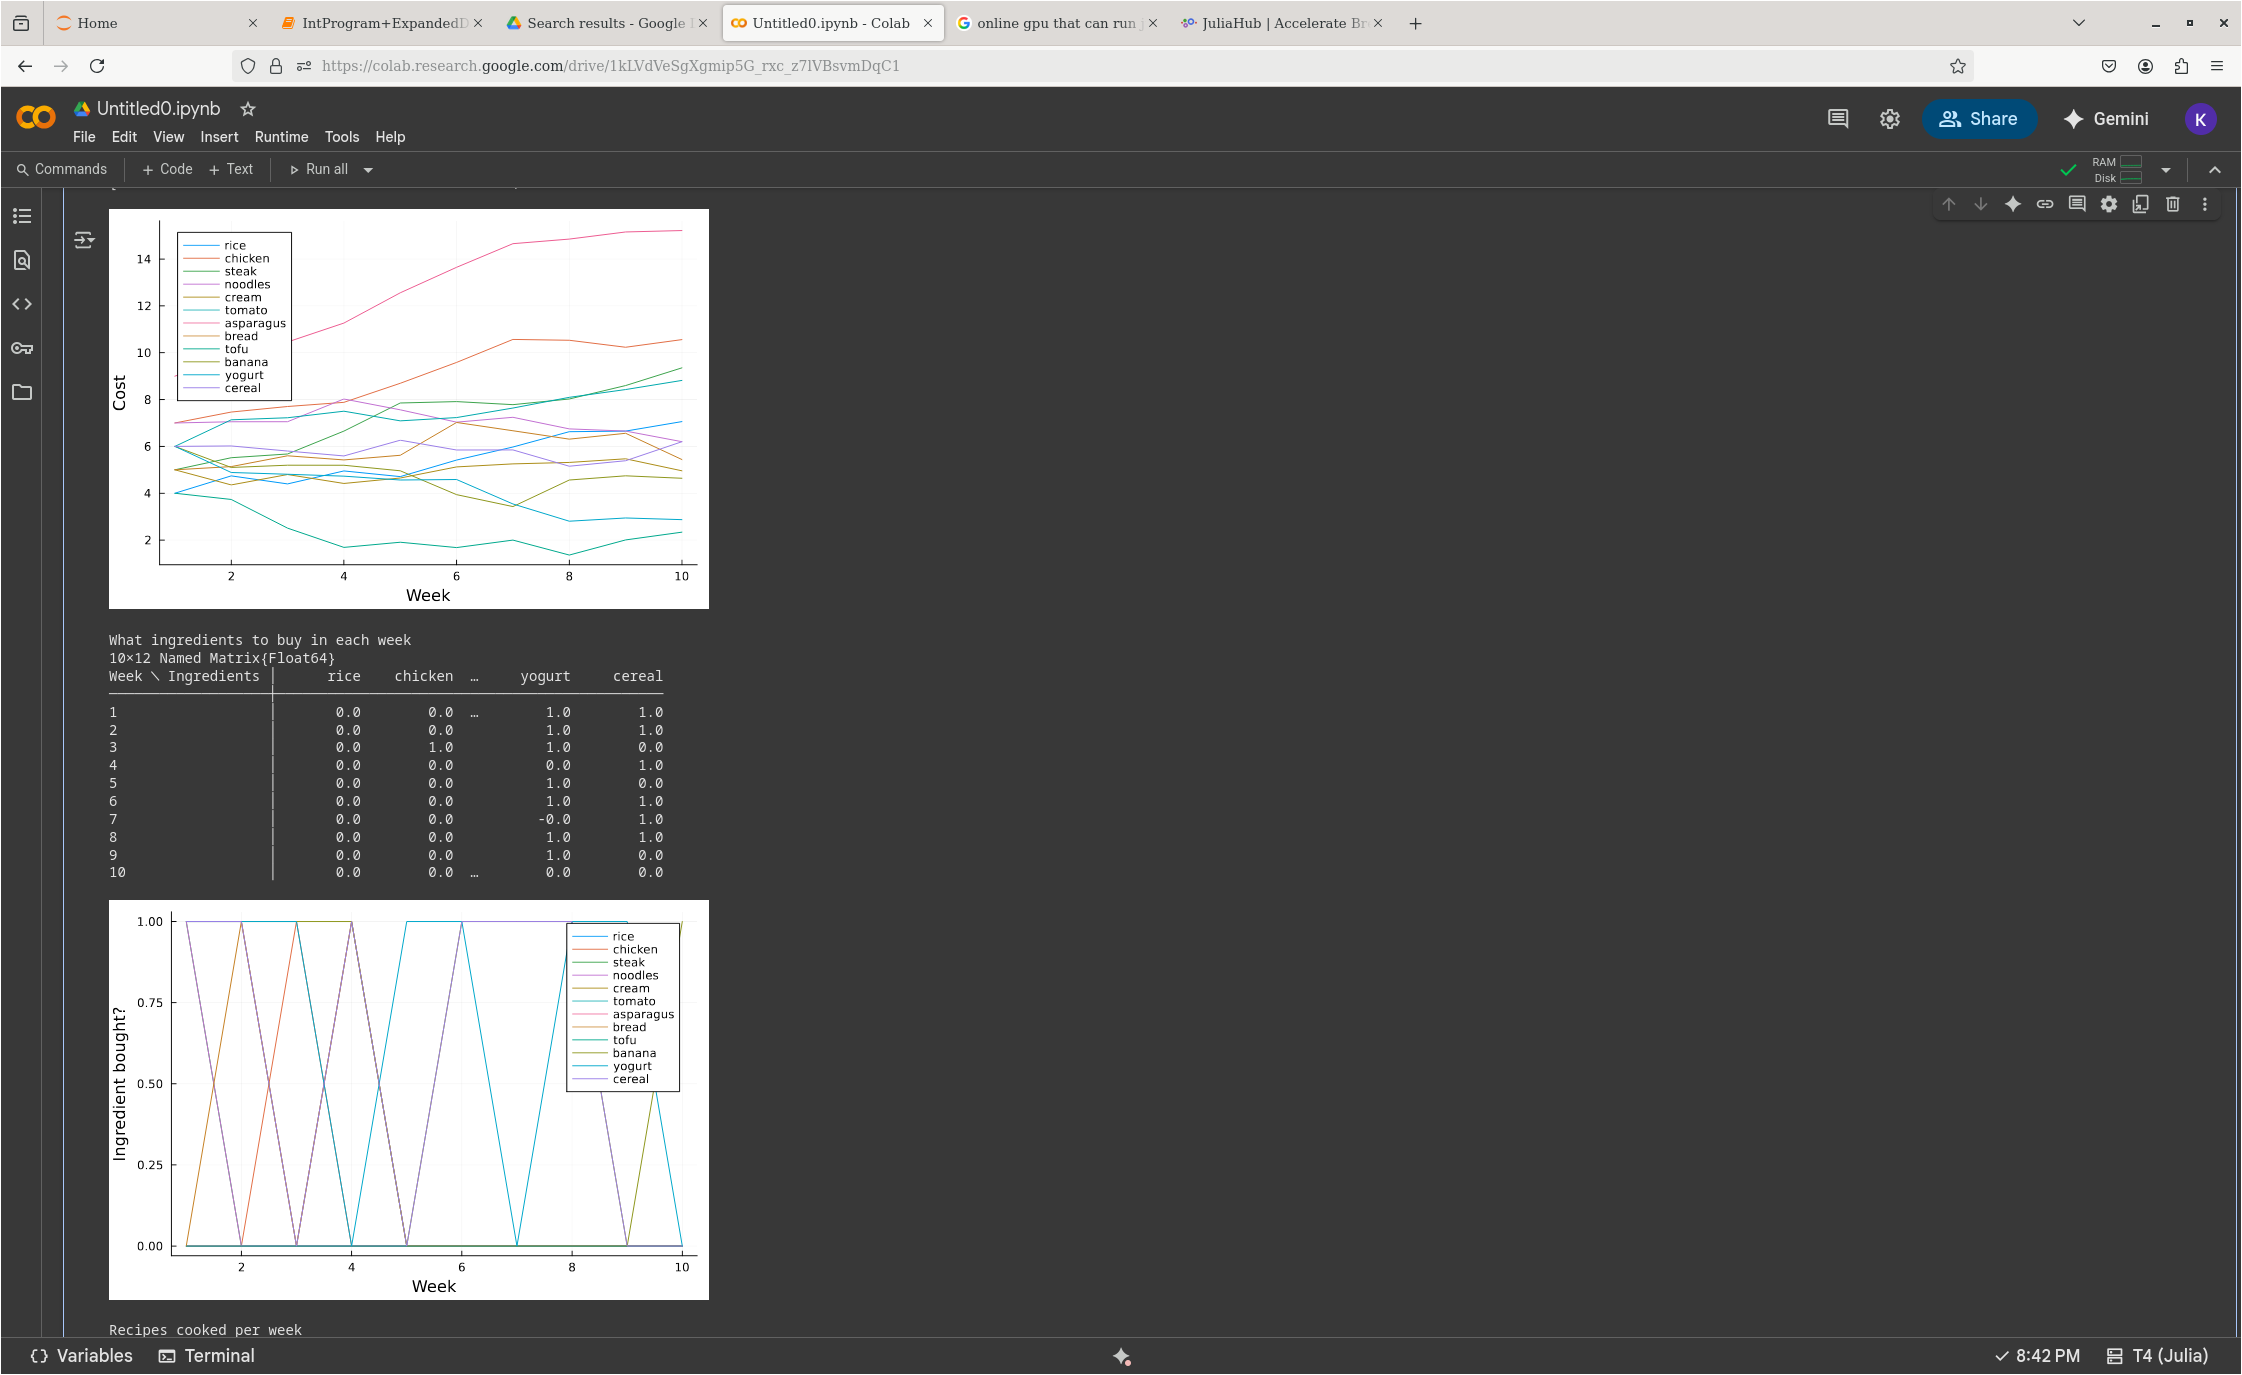 Home
IntProgram+ExpandedD
Search results - Google
Untitled0.ipynb - Colab
online gpu that can run j
JuliaHub | Accelerate Br
https://colab.research.google.com/drive/1kLVdVeSgXgmip5G_rxc_z7lVBsvmDqC1
Untitled0.ipynb
File Edit View Insert Runtime Tools Help
Share
Gemini
K
Commands + Code + Text Run all
RAM
Disk
rice
chicken
steak
noodles
cream
tomato
asparagus
bread
tofu
banana
yogurt
cereal
14
12
10
8
6
4
2
Cost
2 4 6 8 10
Week
What ingredients to buy in each week
10×12 Named Matrix{Float64}
Week ╲ Ingredients │ rice chicken … yogurt cereal
1 │ 0.0 0.0 … 1.0 1.0
2 │ 0.0 0.0 1.0 1.0
3 │ 0.0 1.0 1.0 0.0
4 │ 0.0 0.0 0.0 1.0
5 │ 0.0 0.0 1.0 0.0
6 │ 0.0 0.0 1.0 1.0
7 │ 0.0 0.0 -0.0 1.0
8 │ 0.0 0.0 1.0 1.0
9 │ 0.0 0.0 1.0 0.0
10 │ 0.0 0.0 … 0.0 0.0
1.00
0.75
0.50
0.25
0.00
Ingredient bought?
rice
chicken
steak
noodles
cream
tomato
asparagus
bread
tofu
banana
yogurt
cereal
2 4 6 8 10
Week
Recipes cooked per week
Variables
Terminal
8:42 PM
T4 (Julia)